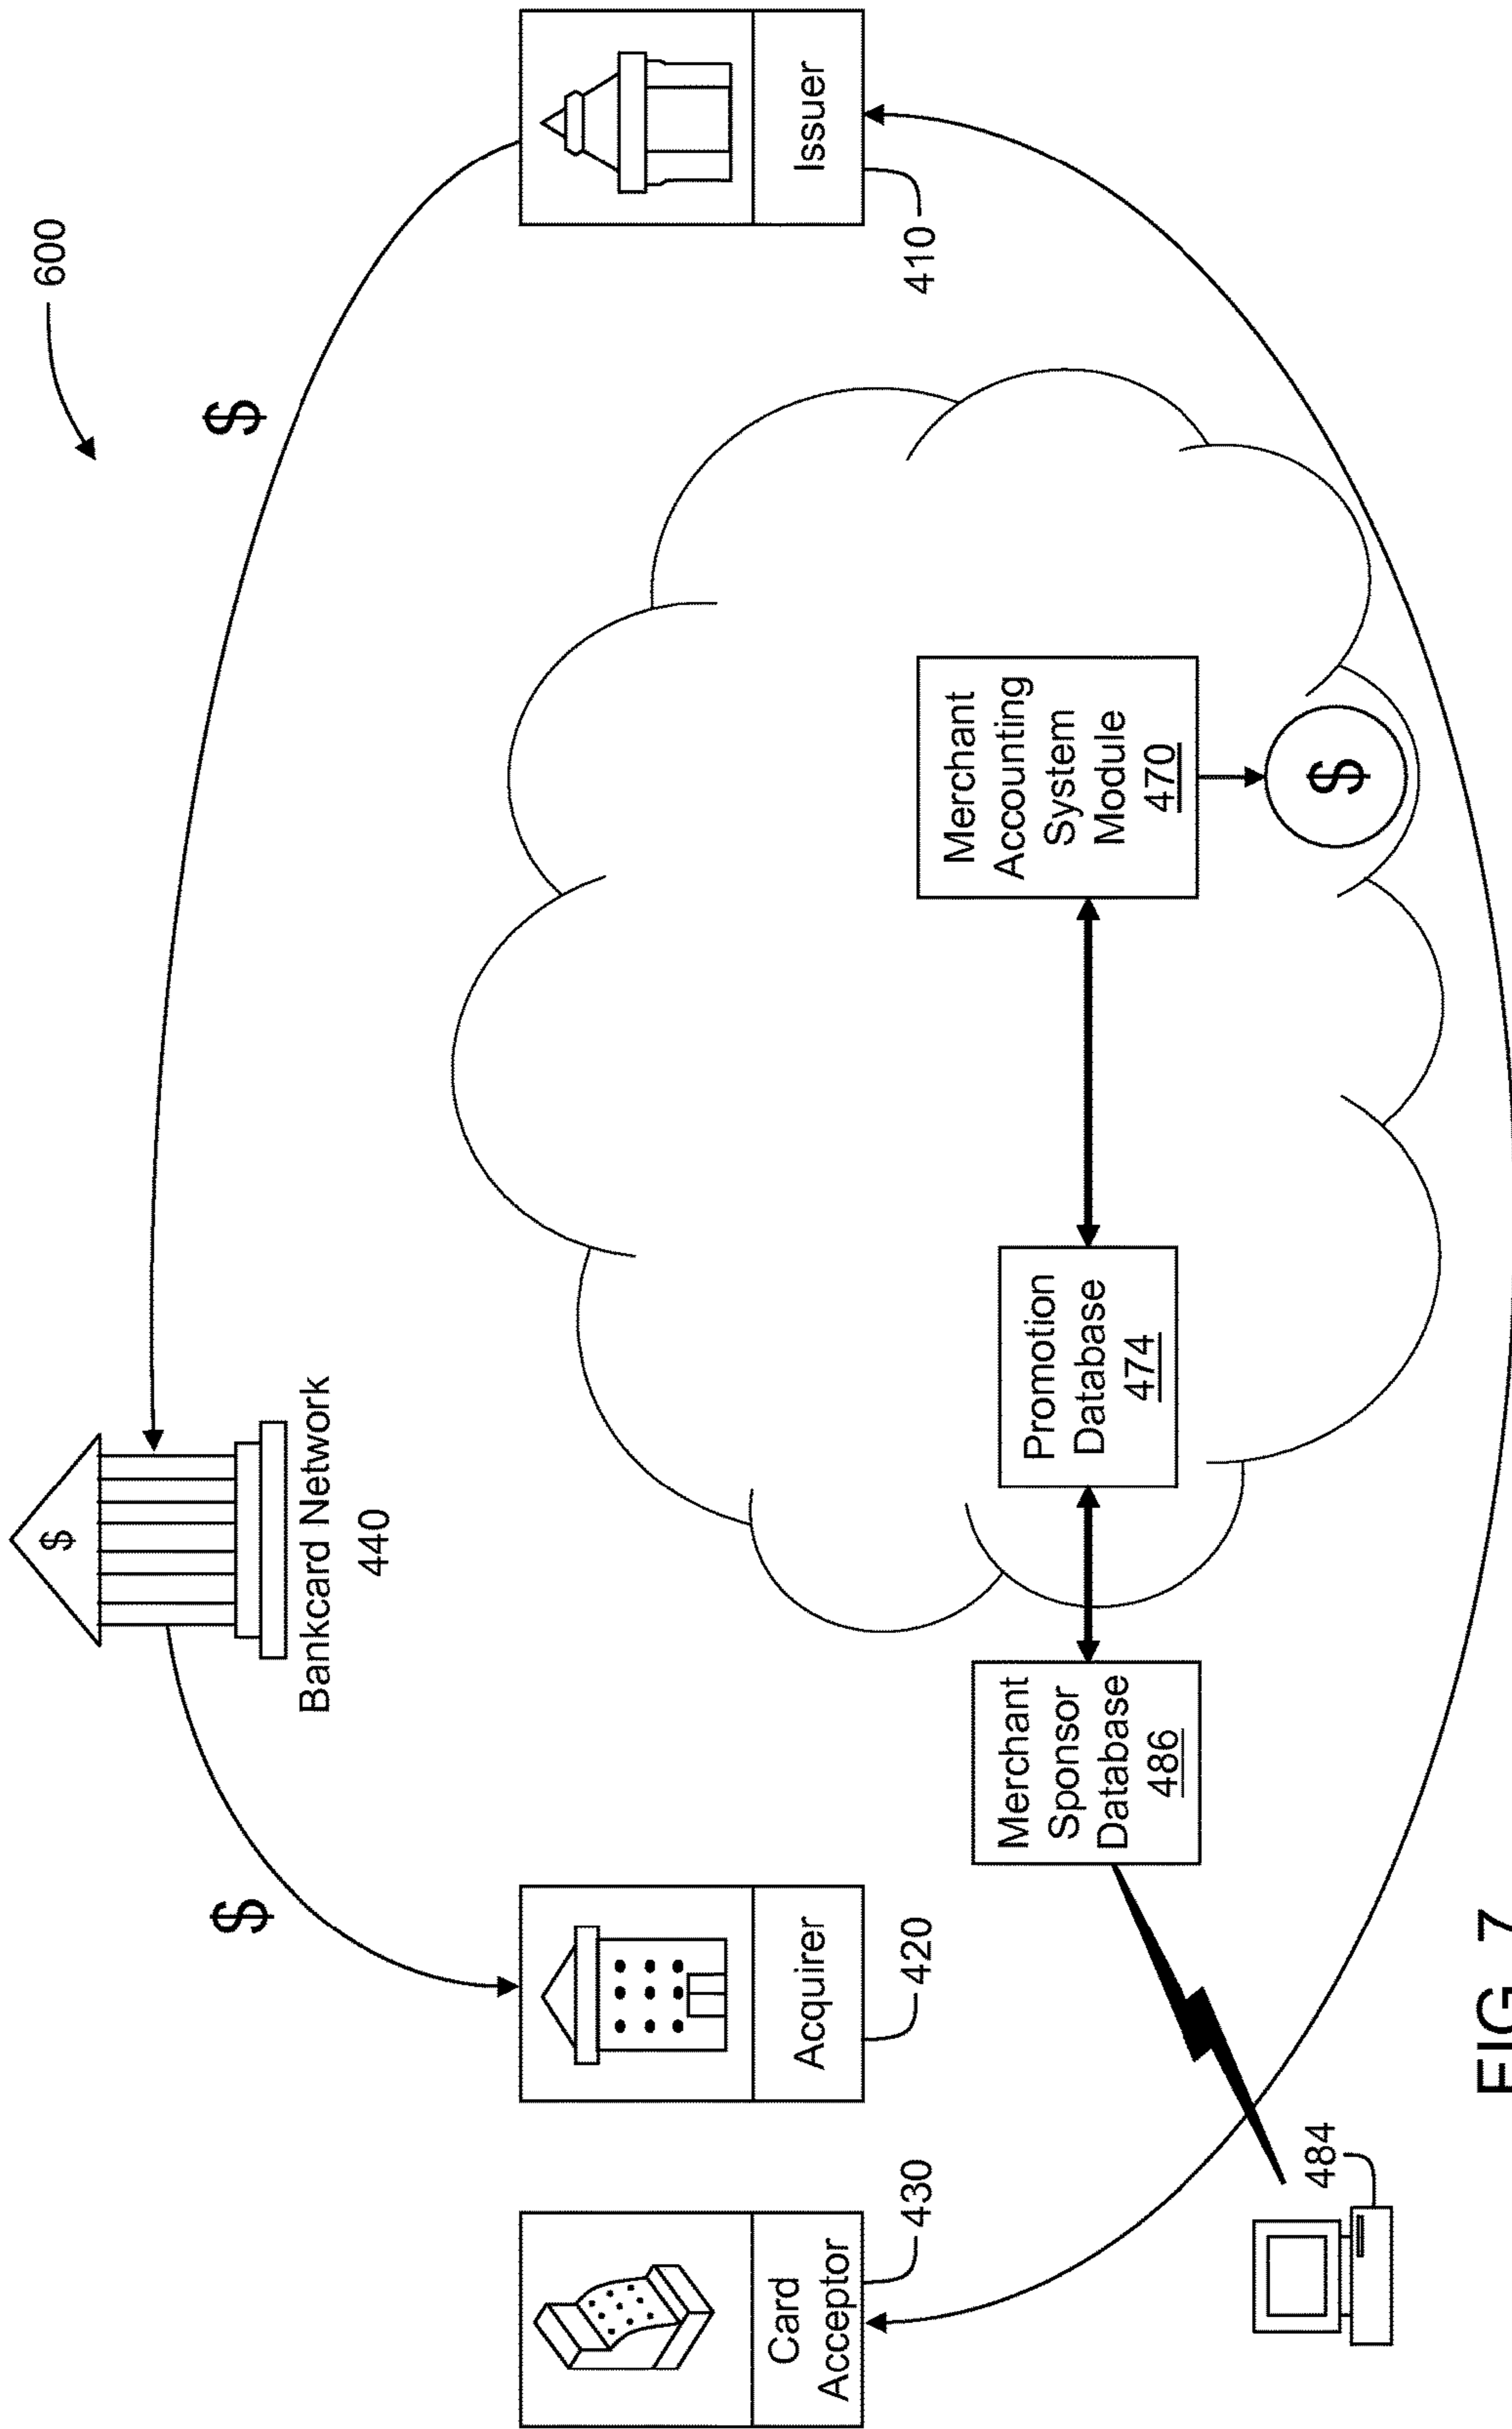 600
$
$
$
Bankcard Network
440
Card
Acceptor
430
Acquirer
420
Issuer
410
Merchant
Sponsor
Database
486
Promotion
Database
474
Merchant
Accounting
System
Module
470
$
484
FIG. 7